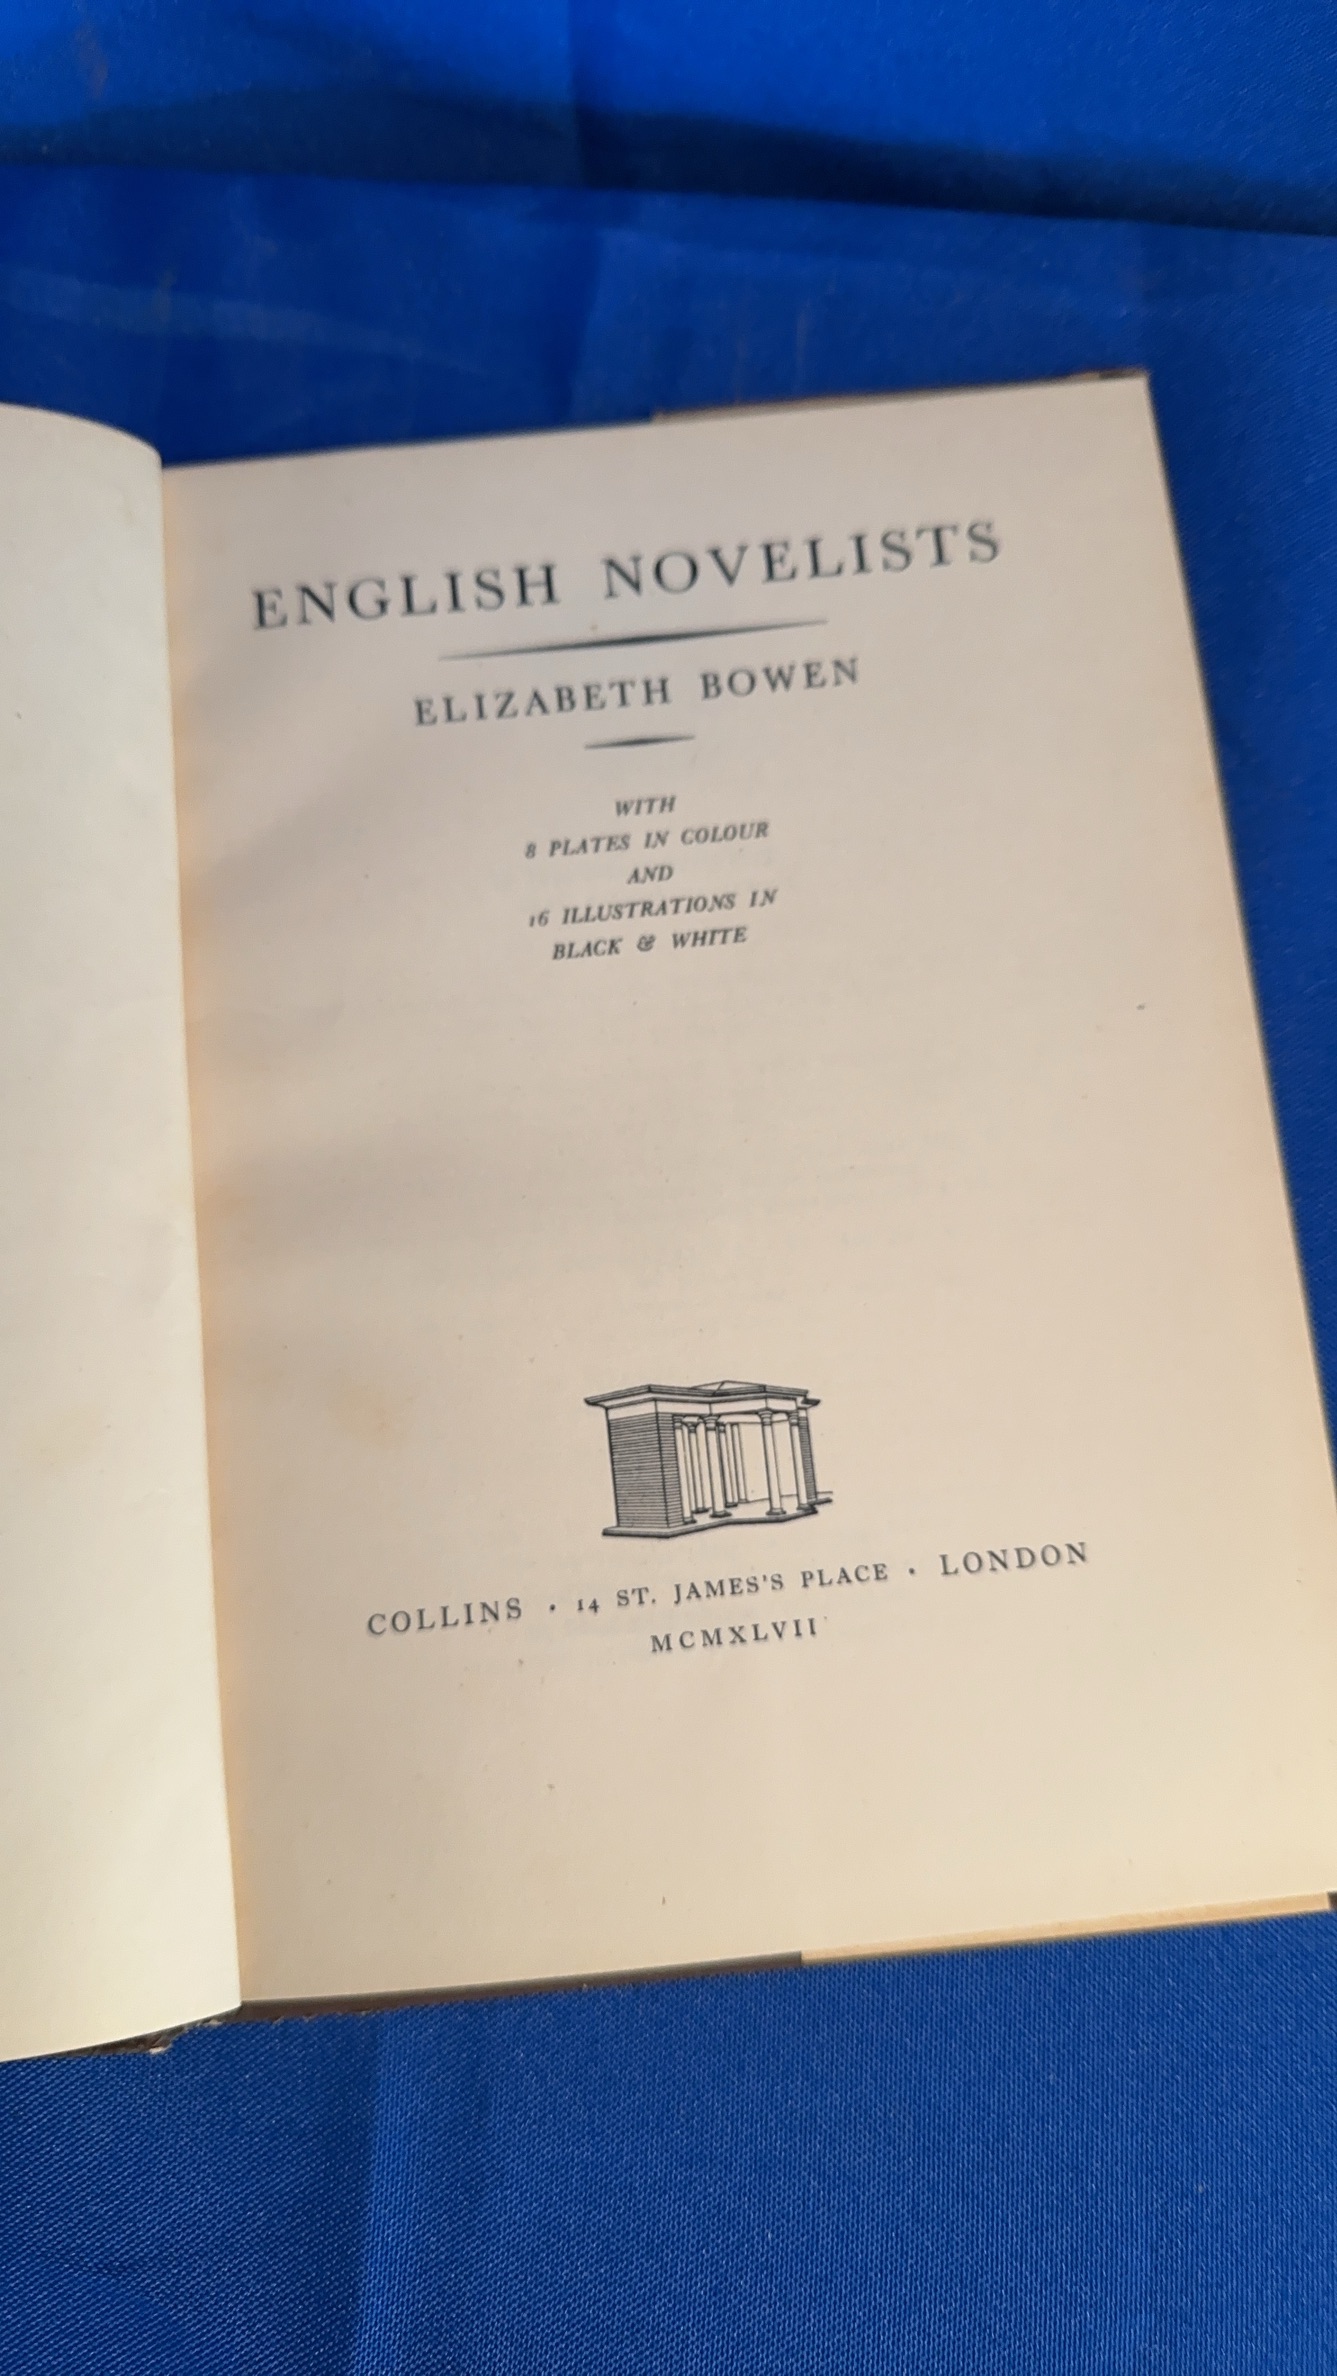 ENGLISH NOVELISTS
ELIZABETH BOWEN
WITH
8 PLATES IN COLOUR
AND
16 ILLUSTRATIONS IN
BLACK & WHITE
COLLINS · 14 ST. JAMES'S PLACE · LONDON
MCMXLVII